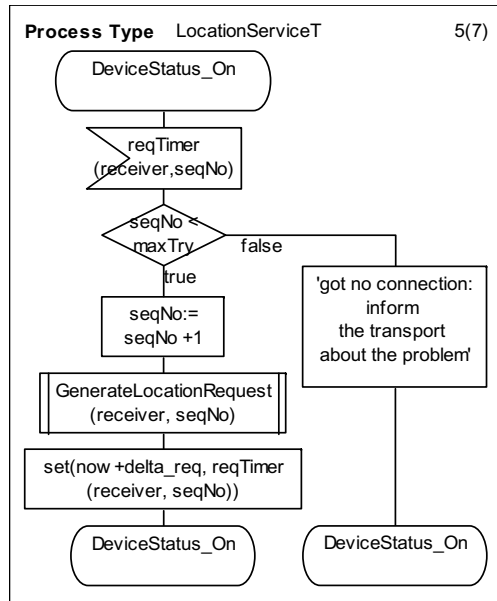 Process Type LocationServiceT 5(7)
DeviceStatus_On
reqTimer
(receiver,seqNo)
seqNo <
maxTry
false
true
'got no connection:
inform
the transport
about the problem'
seqNo:=
seqNo +1
GenerateLocationRequest
(receiver, seqNo)
set(now +delta_req, reqTimer
(receiver, seqNo))
DeviceStatus_On
DeviceStatus_On